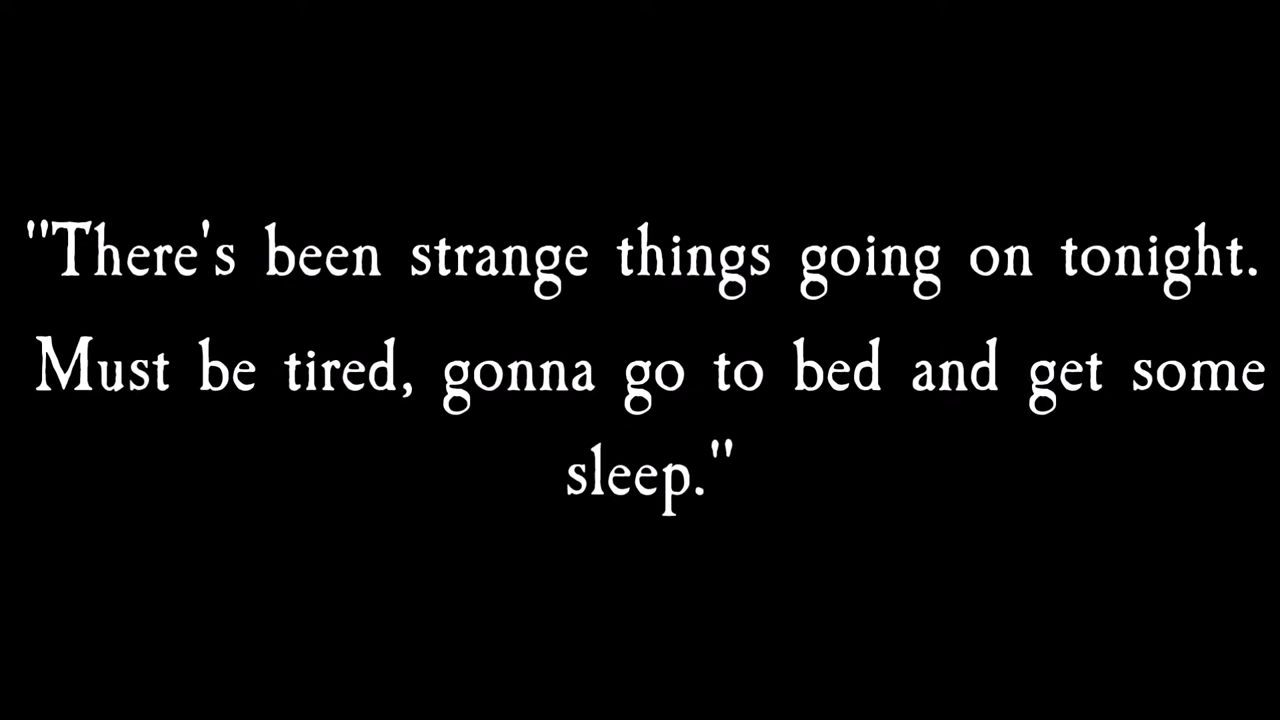 "There's been strange things going on tonight.
Must be tired, gonna go to bed and get some
sleep."